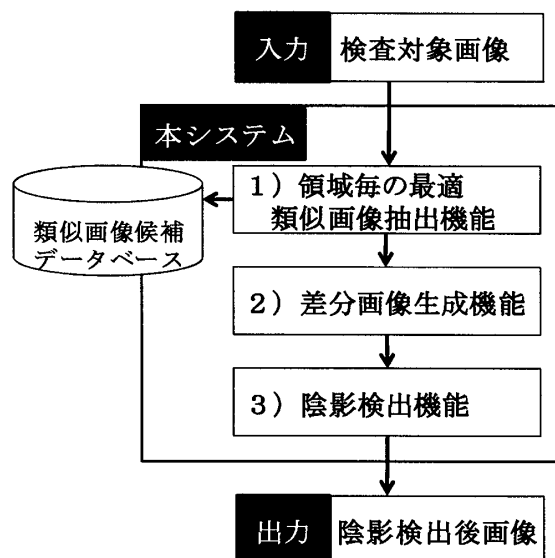 入力 検査対象画像
本システム
1）領域毎の最適
類似画像抽出機能
類似画像候補
データベース
2）差分画像生成機能
3）陰影検出機能
出力 陰影検出後画像